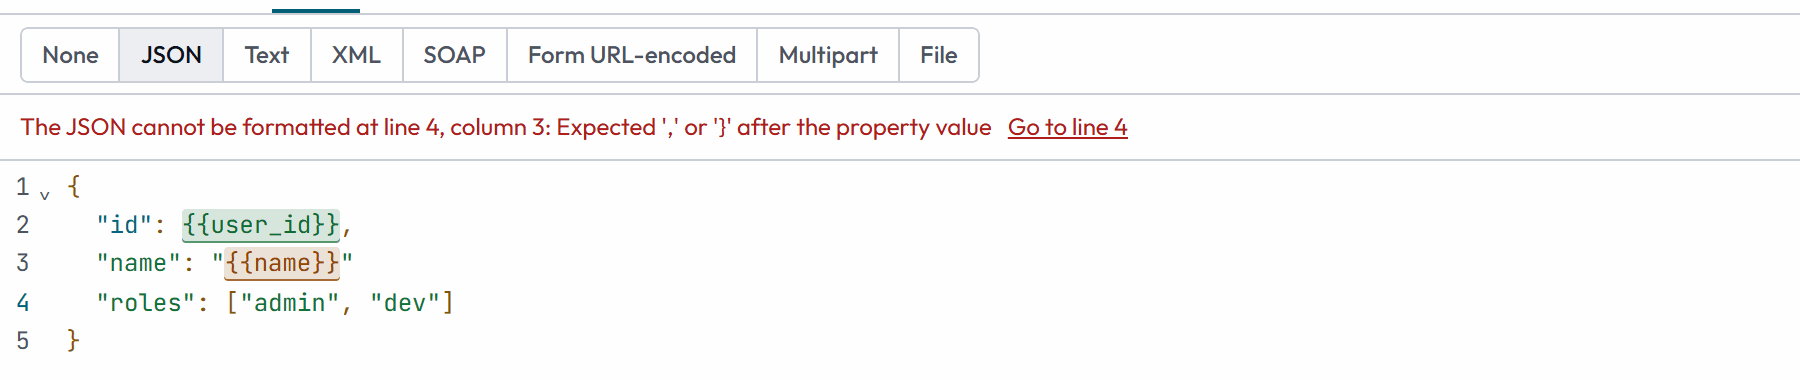 None JSON Text XML SOAP Form URL-encoded Multipart File
The JSON cannot be formatted at line 4, column 3: Expected ',' or '}' after the property value Go to line 4
1 {
2 "id": {{user_id}},
3 "name": "{{name}}"
4 "roles": ["admin", "dev"]
5 }